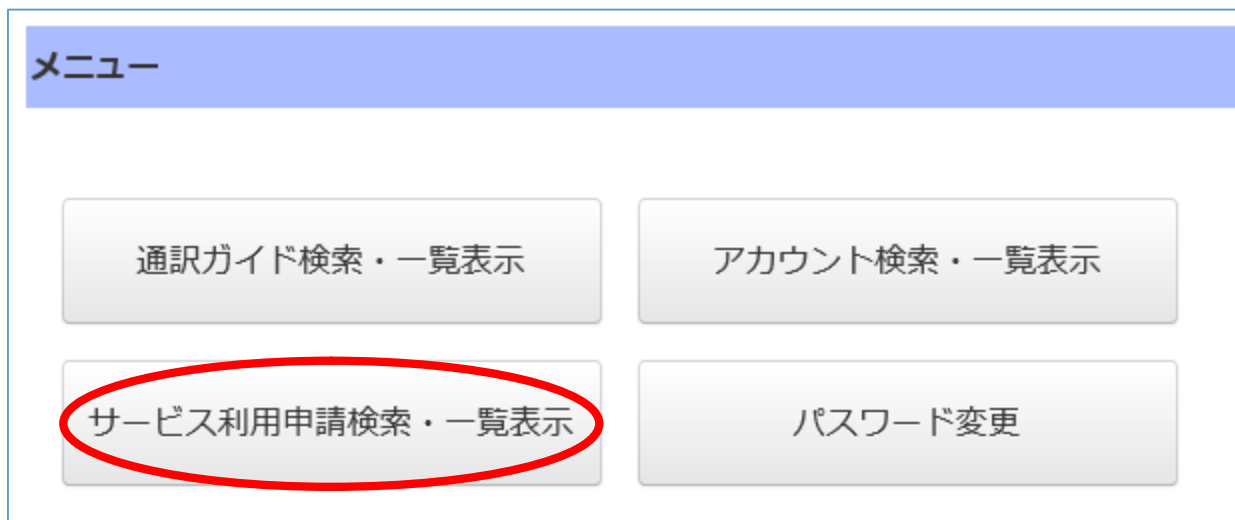 メニュー
通訳ガイド検索・一覧表示
アカウント検索・一覧表示
サービス利用申請検索・一覧表示
パスワード変更